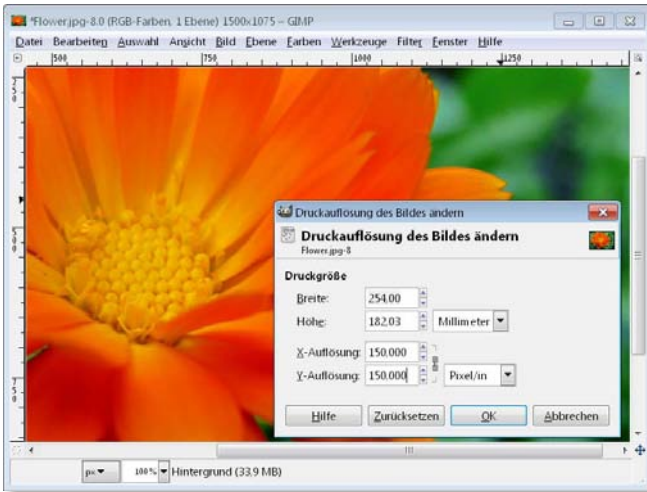 *Flower.jpg-8.0 (RGB-Farben, 1 Ebene) 1500x1075 – GIMP
Datei Bearbeiten Auswahl Ansicht Bild Ebene Farben Werkzeuge Filter Fenster Hilfe
500 750 1000 1250
250
500
750
Druckauflösung des Bildes ändern
Druckauflösung des Bildes ändern
Flower.jpg-8
Druckgröße
Breite: 254.00
Höhe: 182.03 Millimeter
X-Auflösung: 150.000
Y-Auflösung: 150.000 Pixel/in
Hilfe Zurücksetzen OK Abbrechen
px 100% Hintergrund (33.9 MB)